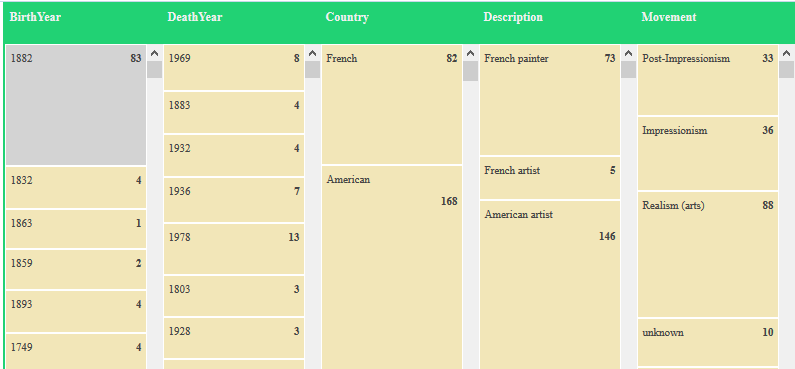 BirthYear DeathYear Country Description Movement
1882 83 1969 8 French 82 French painter 73 Post-Impressionism 33
1883 4
1932 4 Impressionism 36
1832 4 1936 7 American 168 French artist 5
1863 1 1978 13 American artist 146 Realism (arts) 88
1859 2
1893 4 1803 3
1749 4 1928 3 unknown 10